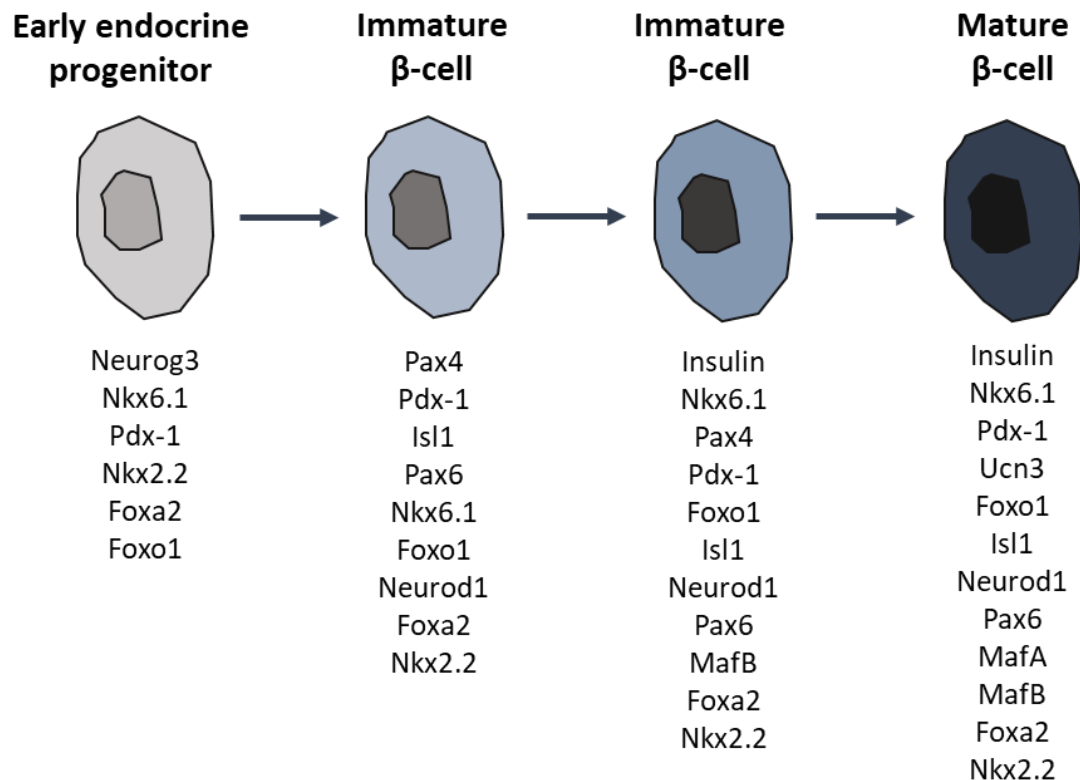 Early endocrine
progenitor
Neurog3
Nkx6.1
Pdx-1
Nkx2.2
Foxa2
Foxo1
Immature
β-cell
Pax4
Pdx-1
Isl1
Pax6
Nkx6.1
Foxo1
Neurod1
Foxa2
Nkx2.2
Immature
β-cell
Insulin
Nkx6.1
Pax4
Pdx-1
Foxo1
Isl1
Neurod1
Pax6
MafB
Foxa2
Nkx2.2
Mature
β-cell
Insulin
Nkx6.1
Pdx-1
Ucn3
Foxo1
Isl1
Neurod1
Pax6
MafA
MafB
Foxa2
Nkx2.2